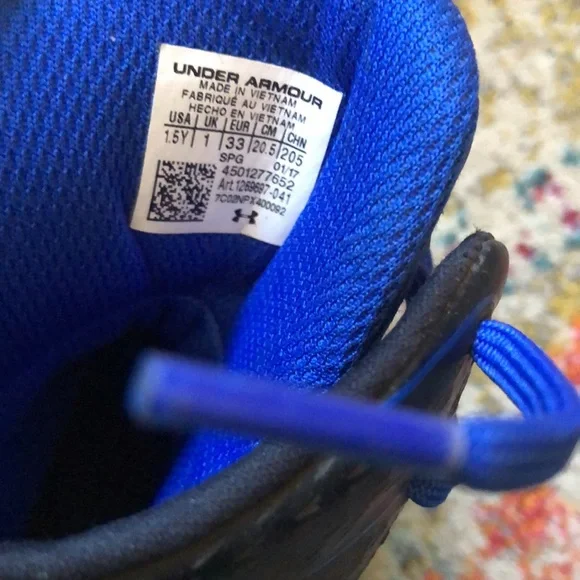 UNDER ARMOUR
MADE IN VIETNAM
FABRIQUÉ AU VIETNAM
HECHO EN VIETNAM
USA UK EUR CM CHN
1.5Y 1 33 20.5 205
SPG 01/17
4501277652
Art.1269697-041
7C02NPX400092